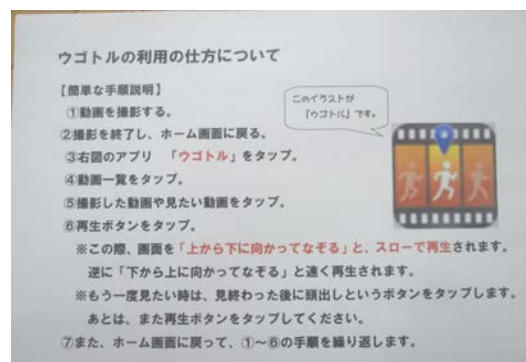 ウゴトルの利用の仕方について
【簡単な手順説明】
①動画を撮影する。
②撮影を終了し、ホーム画面に戻る。
③右図のアプリ 「ウゴトル」をタップ。
④動画一覧をタップ。
⑤撮影した動画や見たい動画をタップ。
⑥再生ボタンをタップ。
※この際、画面を「上から下に向かってなぞる」と、スローで再生されます。
逆に「下から上に向かってなぞる」と速く再生されます。
※もう一度見たい時は、見終わった後に頭出しというボタンをタップします。
あとは、また再生ボタンをタップしてください。
⑦また、ホーム画面に戻って、①～⑥の手順を繰り返します。
このイラストが
「ウゴトル」です。